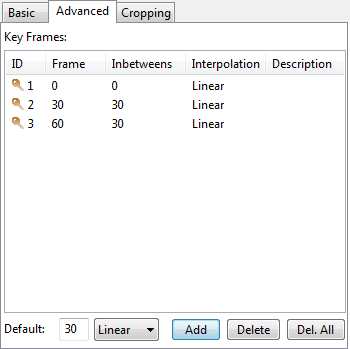 Basic Advanced Cropping
Key Frames:
ID Frame Inbetweens Interpolation Description
1 0 0 Linear
2 30 30 Linear
3 60 30 Linear
Default: 30 Linear Add Delete Del. All